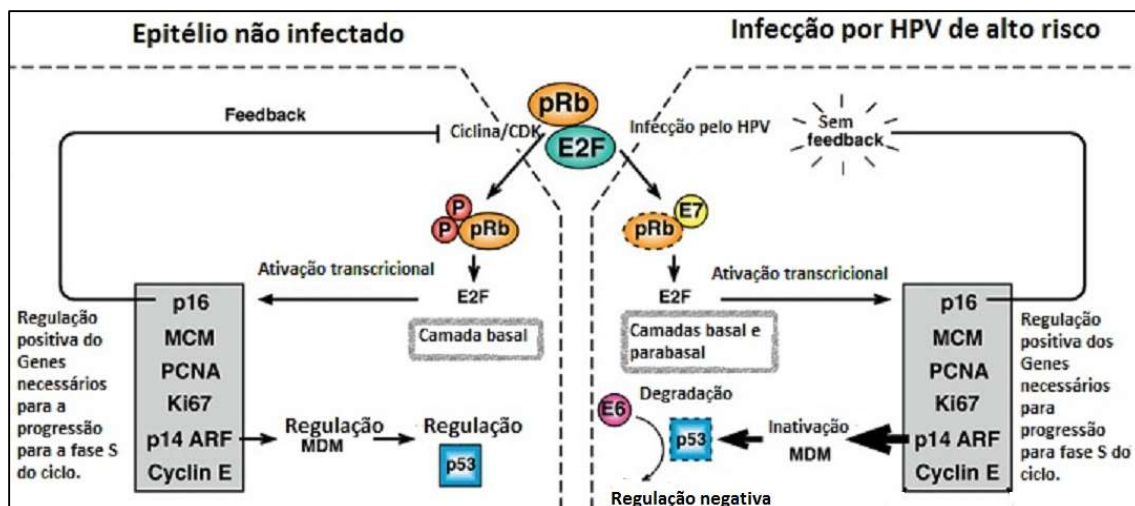 Epitélio não infectado
Feedback
Ciclina/CDK
pRb
E2F
P
P
pRb
Ativação transcricional
E2F
Camada basal
Regulação
positiva do
Genes
necessários
para a
progressão
para a fase S
do ciclo.
p16
MCM
PCNA
Ki67
p14 ARF
Cyclin E
Regulação
MDM
Regulação
p53
Infecção por HPV de alto risco
Infecção pelo HPV
Sem
feedback
E7
pRb
Ativação transcricional
E2F
Camadas basal e
parabasal
Degradação
E6
p53
Inativação
MDM
Regulação negativa
p16
MCM
PCNA
Ki67
p14 ARF
Cyclin E
Regulação
positiva dos
Genes
necessários
para
progressão
para fase S do
ciclo.